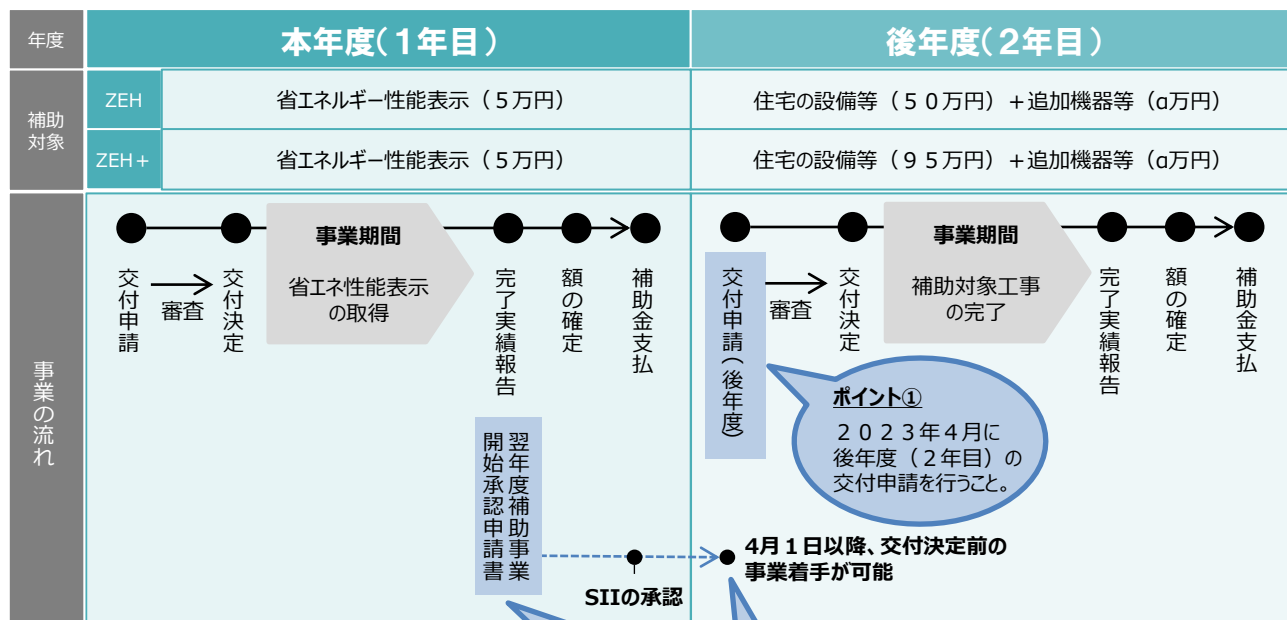 年度
本年度（1年目）
後年度（2年目）
補助
対象
ZEH
省エネルギー性能表示（５万円）
住宅の設備等（５０万円）＋追加機器等（α万円）
ZEH＋
省エネルギー性能表示（５万円）
住宅の設備等（９５万円）＋追加機器等（α万円）
事業の流れ
交付申請
審査
交付決定
事業期間
省エネ性能表示
の取得
完了実績報告
額の確定
補助金支払
翌年度補助事業
開始承認申請書
SIIの承認
交付申請（後年度）
審査
交付決定
事業期間
補助対象工事
の完了
完了実績報告
額の確定
補助金支払
ポイント①
２０２３年４月に
後年度（２年目）の
交付申請を行うこと。
4月１日以降、交付決定前の
事業着手が可能